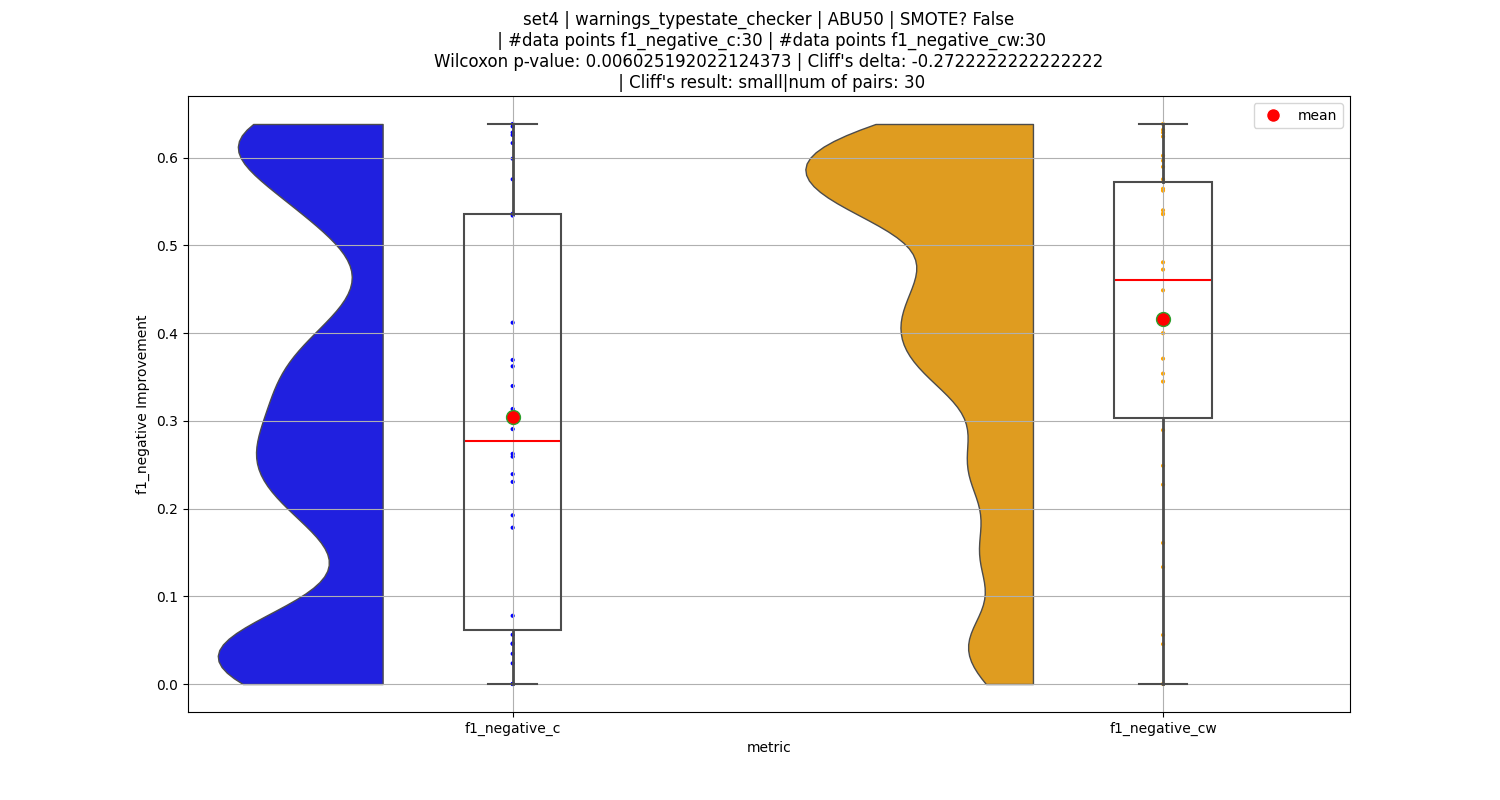 set4 | warnings_typestate_checker | ABU50 | SMOTE? False
| #data points f1_negative_c:30 | #data points f1_negative_cw:30
Wilcoxon p-value: 0.006025192022124373 | Cliff's delta: -0.2722222222222222
| Cliff's result: small|num of pairs: 30
mean
0.6
0.5
0.4
0.3
0.2
0.1
0.0
f1_negative Improvement
f1_negative_c
f1_negative_cw
metric